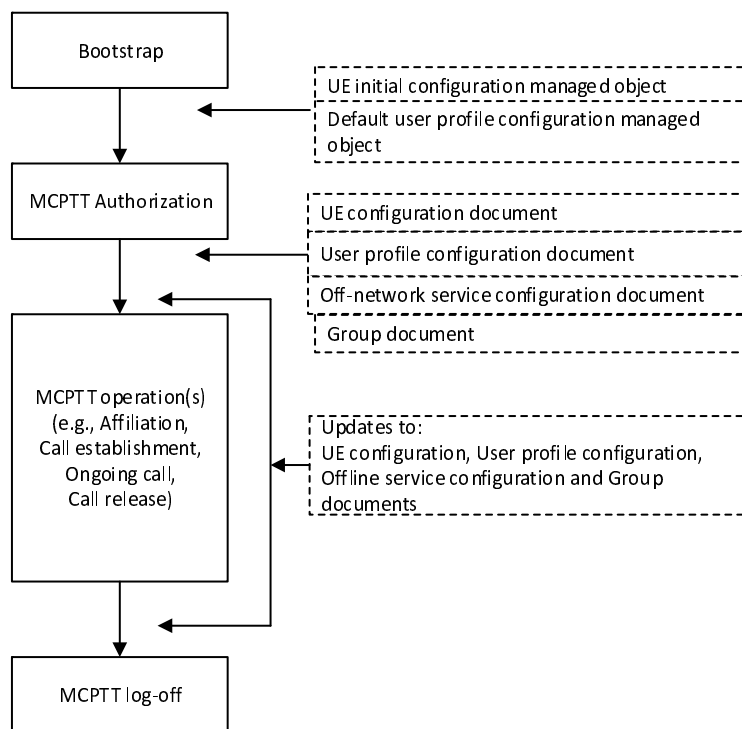 Bootstrap
UE initial configuration managed object
Default user profile configuration managed
object
MCPTT Authorization
UE configuration document
User profile configuration document
Off-network service configuration document
Group document
MCPTT operation(s)
(e.g., Affiliation,
Call establishment,
Ongoing call,
Call release)
Updates to:
UE configuration, User profile configuration,
Offline service configuration and Group
documents
MCPTT log-off